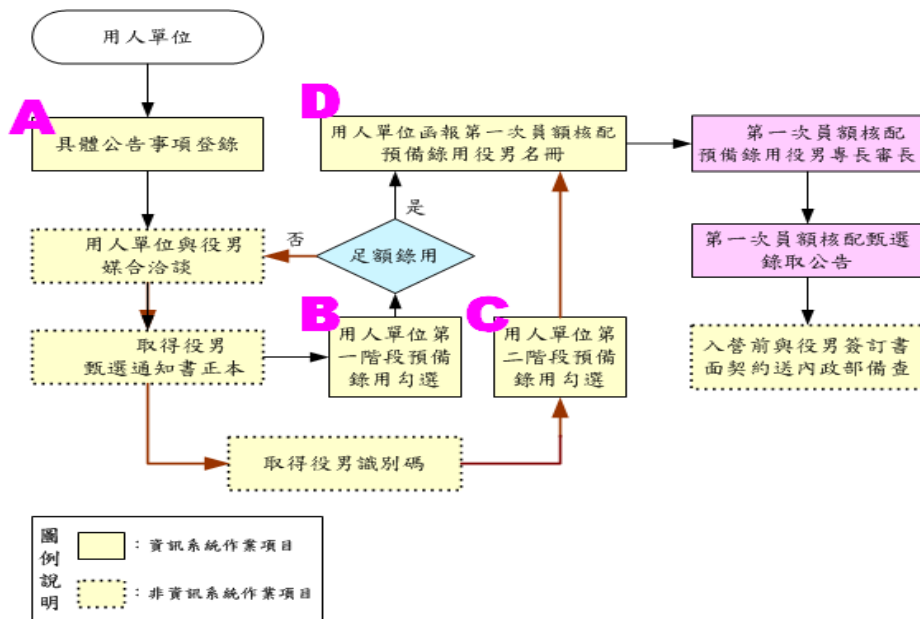 用人單位
A
具體公告事項登錄
用人單位與役男
媒合洽談
取得役男
甄選通知書正本
B
用人單位第
一階段預備
錄用勾選
足額錄用
否
是
取得役男識別碼
C
用人單位第
二階段預備
錄用勾選
D
用人單位函報第一次員額核配
預備錄用役男名冊
第一次員額核配
預備錄用役男專長審長
第一次員額核配甄選
錄取公告
入營前與役男簽訂書
面契約送內政部備查
圖例說明
：資訊系統作業項目
：非資訊系統作業項目